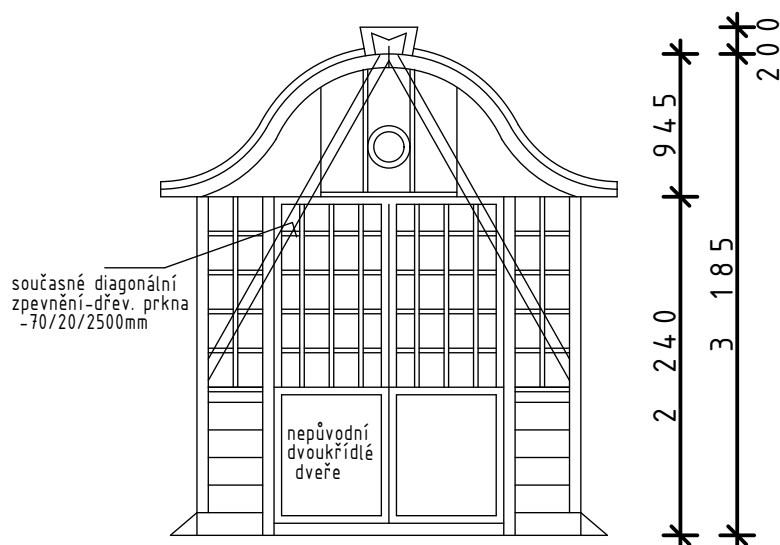 200
945
3 185
2 240
současné diagonální
zpevnění-dřev. prkna
-70/20/2500mm
nepůvodní
dvoukřídlé
dveře